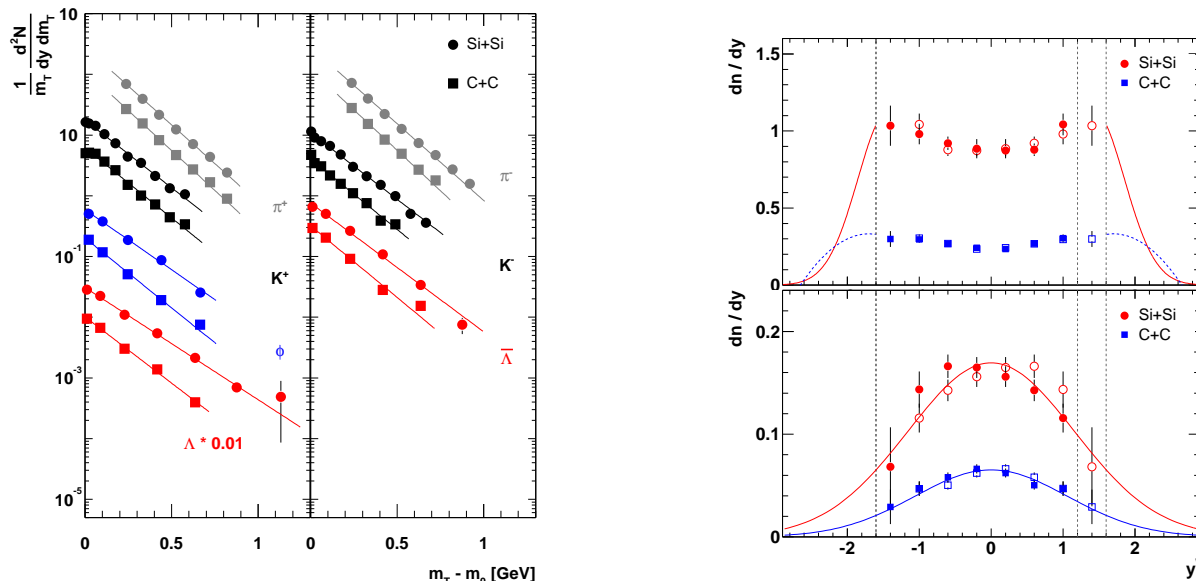 1/m_T d²N/dy dm_T
10
10
1
10⁻¹
10⁻³
10⁻⁵
Si+Si
C+C
π⁺
K⁺
ϕ
Λ * 0.01
π⁻
K⁻
Λ̅
0 0.5 1 0 0.5 1
m_T - m_0 [GeV]
dn / dy
1.5
1
0.5
0
Si+Si
C+C
dn / dy
0.2
0.1
0
Si+Si
C+C
-2 -1 0 1 2
y